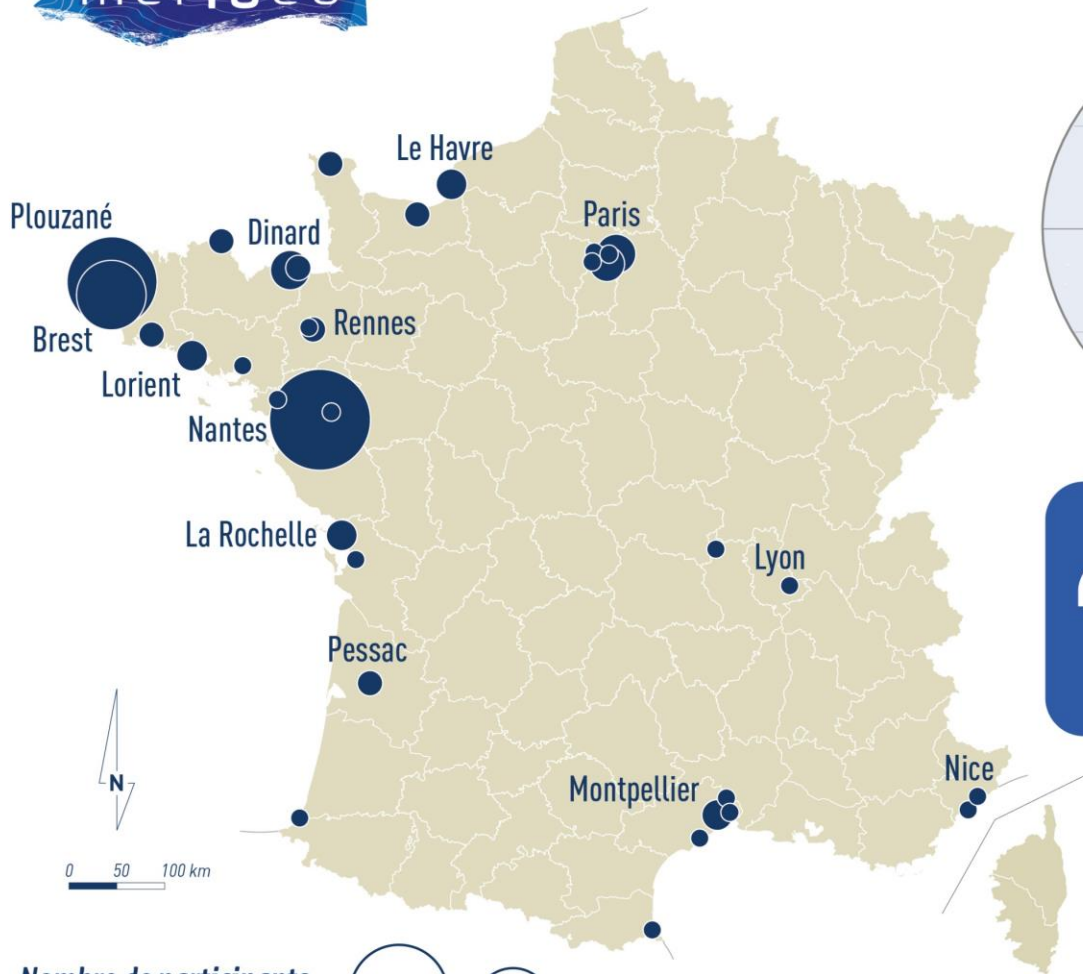 Le Havre
Plouzané
Dinard
Paris
Brest
Rennes
Lorient
Nantes
La Rochelle
Lyon
Pessac
N
Montpellier
Nice
0 50 100 km